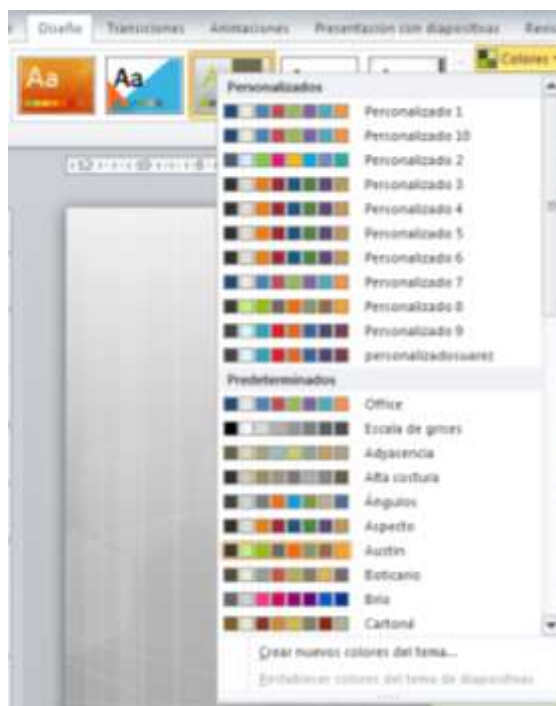 Diseño Transiciones Animaciones Presentación con diapositivas
Aa Aa Colores
Personalizados
Personalizado 1
Personalizado 10
Personalizado 2
Personalizado 3
Personalizado 4
Personalizado 5
Personalizado 6
Personalizado 7
Personalizado 8
Personalizado 9
personalizadosuarez
Predeterminados
Office
Escala de grises
Adyacencia
Alta costura
Ángulos
Aspecto
Austin
Boticario
Brío
Cartoné
Crear nuevos colores del tema...
Restablecer colores del tema de diapositivas